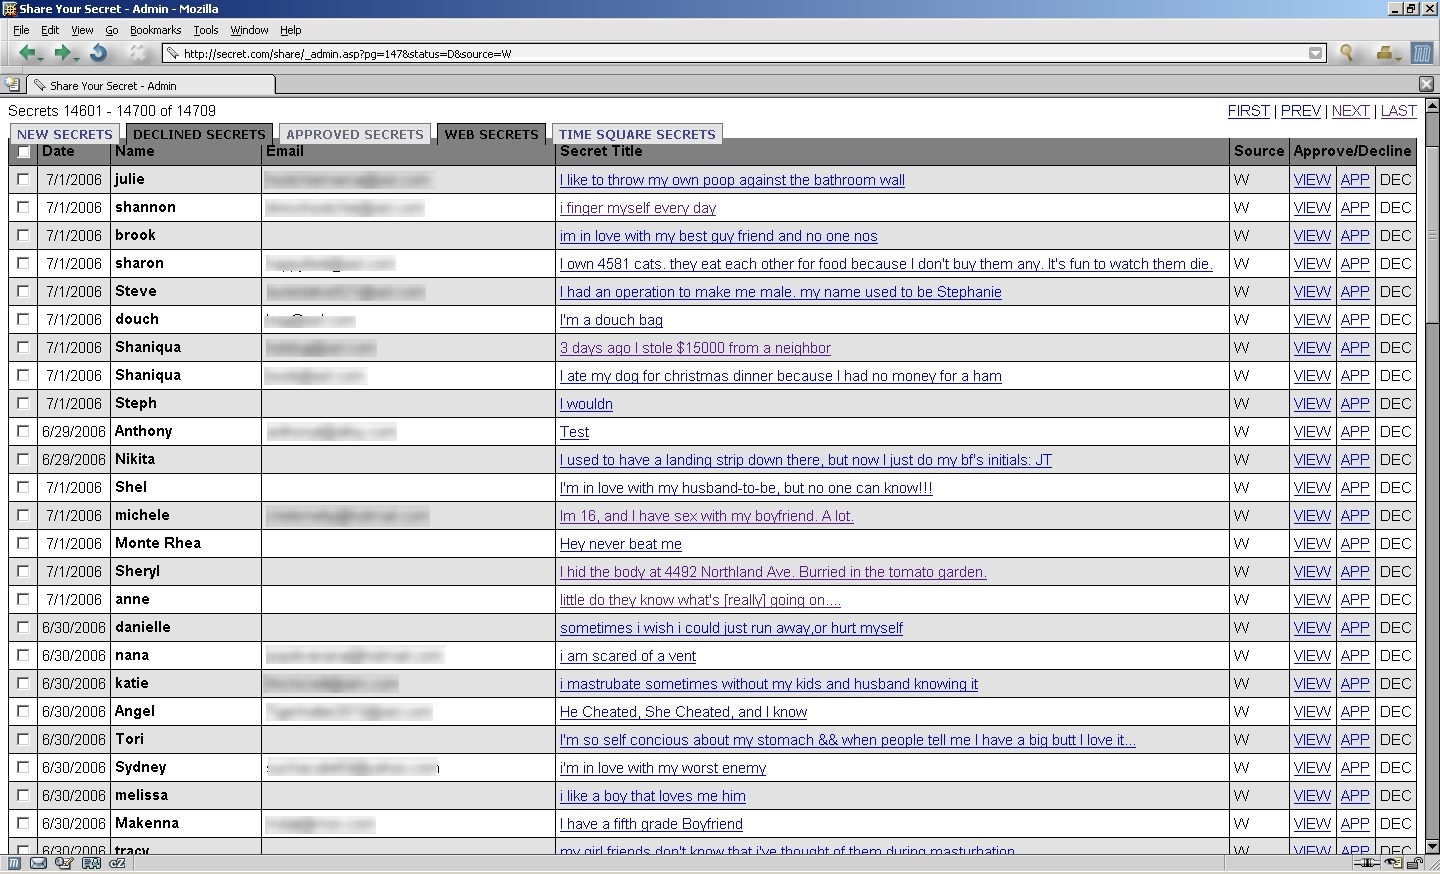 Share Your Secret - Admin - Mozilla
File Edit View Go Bookmarks Tools Window Help
http://secret.com/share/_admin.asp?pg=147&status=D&source=W
Share Your Secret - Admin
Secrets 14601 - 14700 of 14709 FIRST | PREV | NEXT | LAST
NEW SECRETS DECLINED SECRETS APPROVED SECRETS WEB SECRETS TIME SQUARE SECRETS
Date Name Email Secret Title Source Approve/Decline
7/1/2006 julie I like to throw my own poop against the bathroom wall W VIEW APP DEC
7/1/2006 shannon i finger myself every day W VIEW APP DEC
7/1/2006 brook im in love with my best guy friend and no one nos W VIEW APP DEC
7/1/2006 sharon I own 4581 cats. they eat each other for food because I don't buy them any. It's fun to watch them die. W VIEW APP DEC
7/1/2006 Steve I had an operation to make me male. my name used to be Stephanie W VIEW APP DEC
7/1/2006 douch I'm a douch bag W VIEW APP DEC
7/1/2006 Shaniqua 3 days ago I stole $15000 from a neighbor W VIEW APP DEC
7/1/2006 Shaniqua I ate my dog for christmas dinner because I had no money for a ham W VIEW APP DEC
7/1/2006 Steph I wouldn W VIEW APP DEC
6/29/2006 Anthony Test W VIEW APP DEC
6/29/2006 Nikita I used to have a landing strip down there, but now I just do my bf's initials: JT W VIEW APP DEC
7/1/2006 Shel I'm in love with my husband-to-be, but no one can know!!! W VIEW APP DEC
7/1/2006 michele Im 16, and I have sex with my boyfriend. A lot. W VIEW APP DEC
7/1/2006 Monte Rhea Hey never beat me W VIEW APP DEC
7/1/2006 Sheryl I hid the body at 4492 Northland Ave. Burried in the tomato garden. W VIEW APP DEC
7/1/2006 anne little do they know what's [really] going on.... W VIEW APP DEC
6/30/2006 danielle sometimes i wish i could just run away,or hurt myself W VIEW APP DEC
6/30/2006 nana i am scared of a vent W VIEW APP DEC
6/30/2006 katie i mastrubate sometimes without my kids and husband knowing it W VIEW APP DEC
6/30/2006 Angel He Cheated, She Cheated, and I know W VIEW APP DEC
6/30/2006 Tori I'm so self concious about my stomach && when people tell me I have a big butt I love it... W VIEW APP DEC
6/30/2006 Sydney i'm in love with my worst enemy W VIEW APP DEC
6/30/2006 melissa i like a boy that loves me him W VIEW APP DEC
6/30/2006 Makenna I have a fifth grade Boyfriend W VIEW APP DEC
6/30/2006 tracy my girl friends don't know that i've thought of them during masturbation W VIEW APP DEC